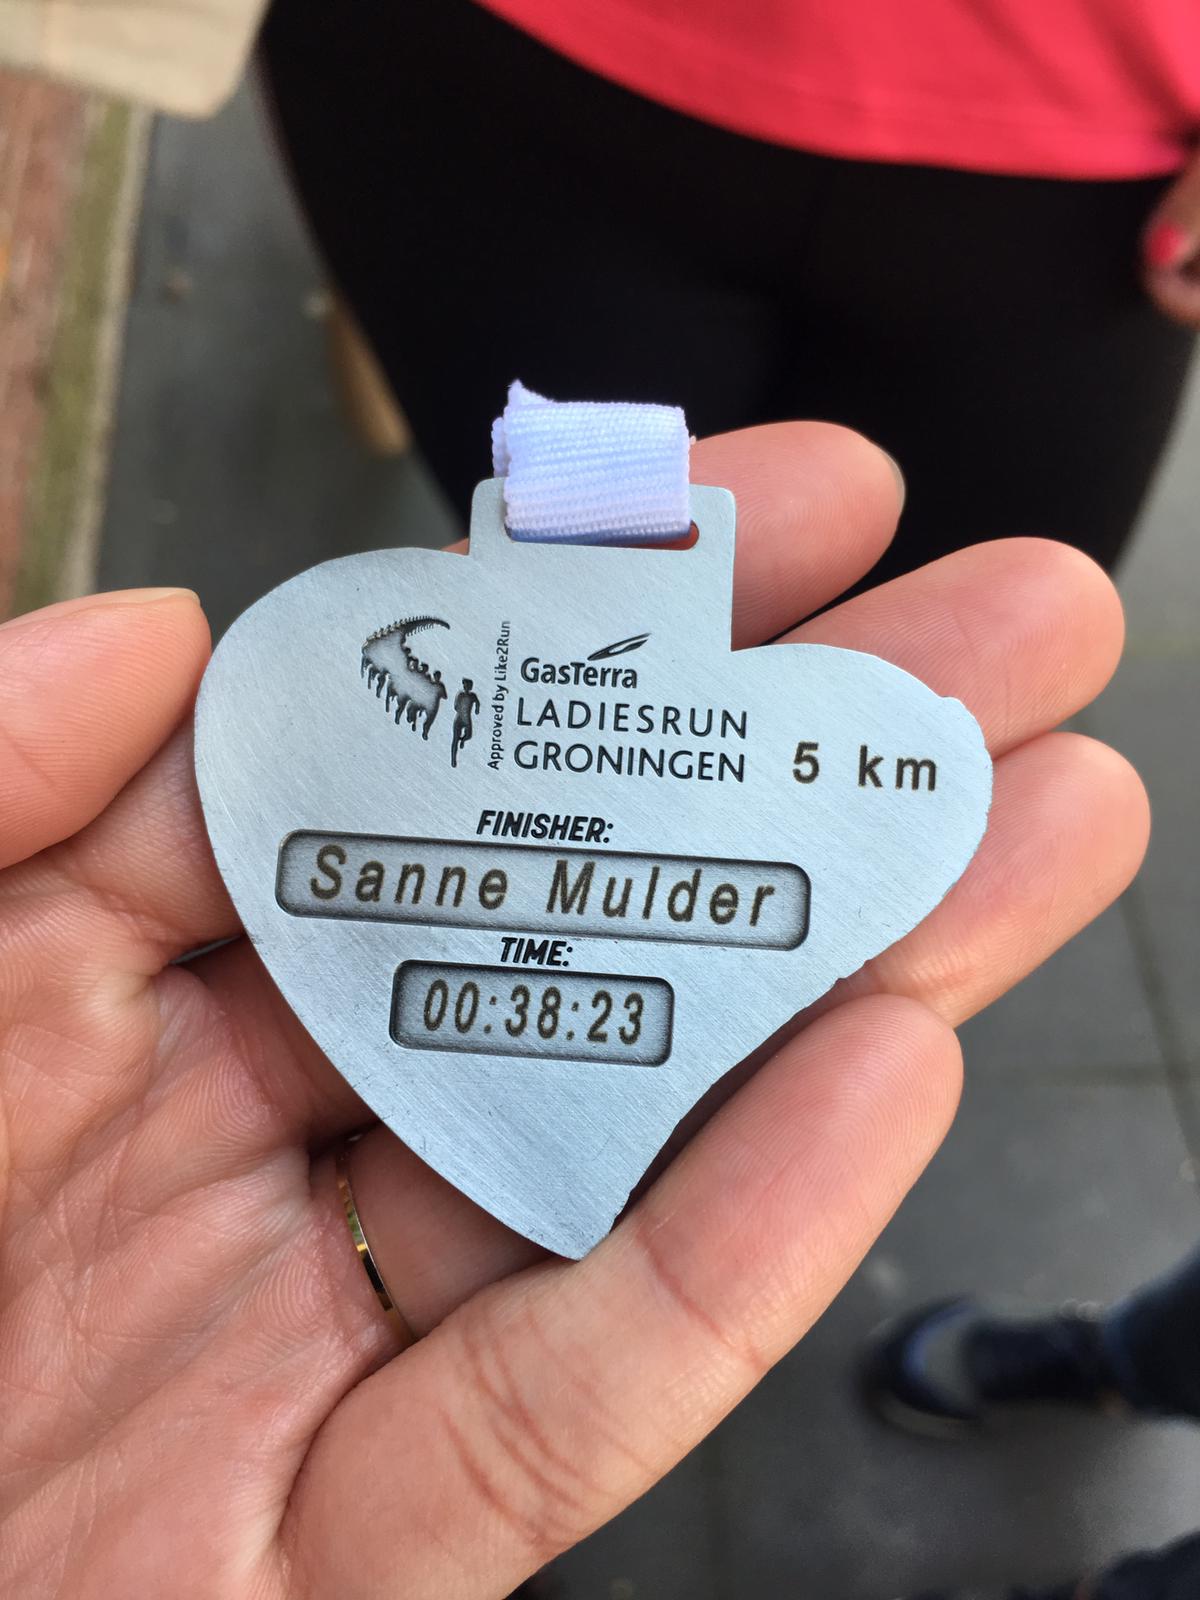 Approved by Like2Run
GasTerra
LADIESRUN
GRONINGEN
5 km
FINISHER:
Sanne Mulder
TIME:
00:38:23